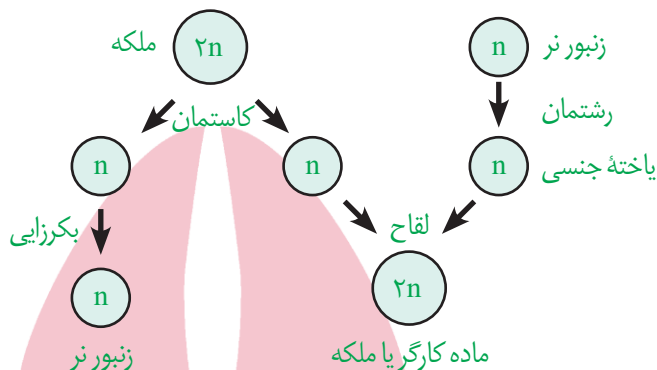 ملکه
۲n
n
زنبور نر
کاستمان
رشتمان
n
n
n
یاختهٔ جنسی
بکرزایی
لقاح
n
۲n
زنبور نر
ماده کارگر یا ملکه